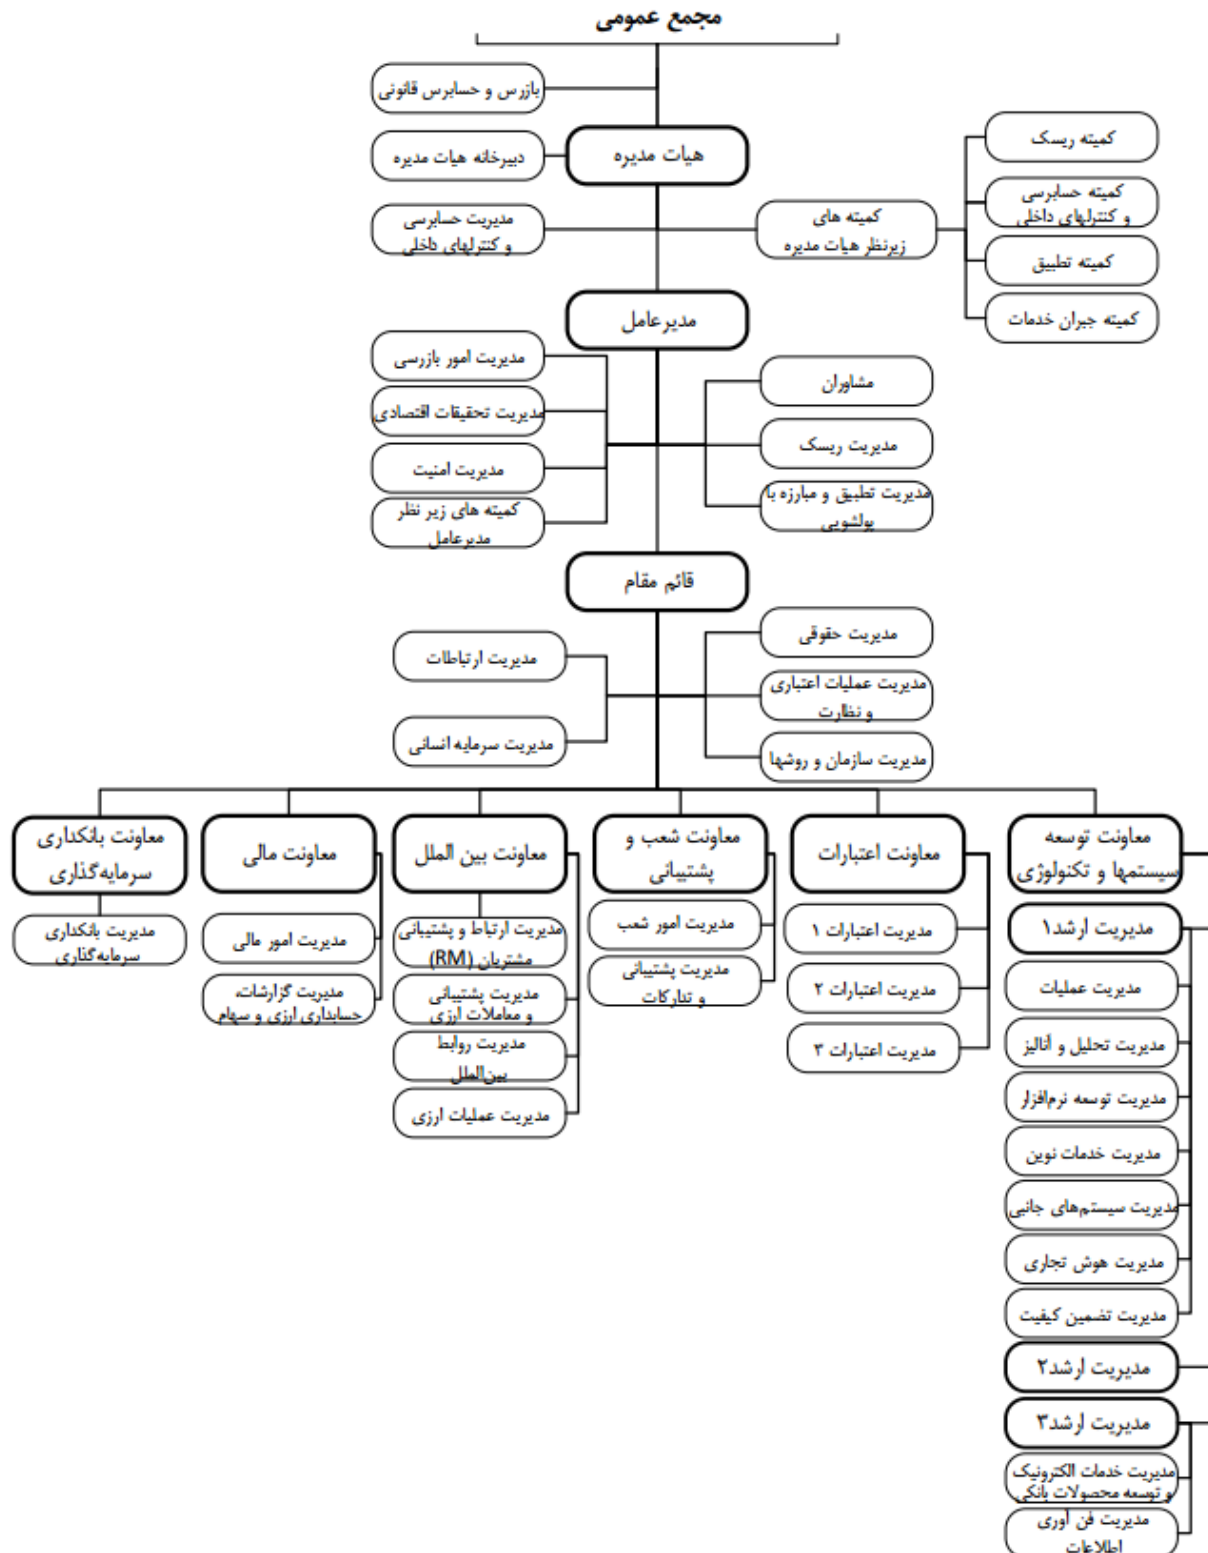 مجمع عمومی
بازرس و حسابرس قانونی
هیات مدیره
دبیرخانه هیات مدیره
کمیته ریسک
کمیته حسابرسی
و کنترلهای داخلی
کمیته های
زیرنظر هیات مدیره
مدیریت حسابرسی
و کنترلهای داخلی
کمیته تطبیق
کمیته جبران خدمات
مدیرعامل
مدیریت امور بازرسی
مشاوران
مدیریت تحقیقات اقتصادی
مدیریت ریسک
مدیریت امنیت
مدیریت تطبیق و مبارزه با
پولشویی
کمیته های زیر نظر
مدیرعامل
قائم مقام
مدیریت حقوقی
مدیریت ارتباطات
مدیریت عملیات اعتباری
و نظارت
مدیریت سرمایه انسانی
مدیریت سازمان و روشها
معاونت توسعه
سیستمها و تکنولوژی
مدیریت ارشد۱
مدیریت عملیات
مدیریت تحلیل و آنالیز
مدیریت توسعه نرم‌افزار
مدیریت خدمات نوین
مدیریت سیستم‌های جانبی
مدیریت هوش تجاری
مدیریت تضمین کیفیت
مدیریت ارشد۲
مدیریت ارشد۳
مدیریت خدمات الکترونیک
و توسعه محصولات بانکی
مدیریت فن آوری
اطلاعات
معاونت اعتبارات
مدیریت اعتبارات ۱
مدیریت اعتبارات ۲
مدیریت اعتبارات ۳
معاونت شعب و
پشتیبانی
مدیریت امور شعب
مدیریت پشتیبانی
و تدارکات
معاونت بین الملل
مدیریت ارتباط و پشتیبانی
مشتریان (RM)
مدیریت پشتیبانی
و معاملات ارزی
مدیریت روابط
بین‌الملل
مدیریت عملیات ارزی
معاونت مالی
مدیریت امور مالی
مدیریت گزارشات،
حسابداری ارزی و سهام
معاونت بانکداری
سرمایه‌گذاری
مدیریت بانکداری
سرمایه‌گذاری